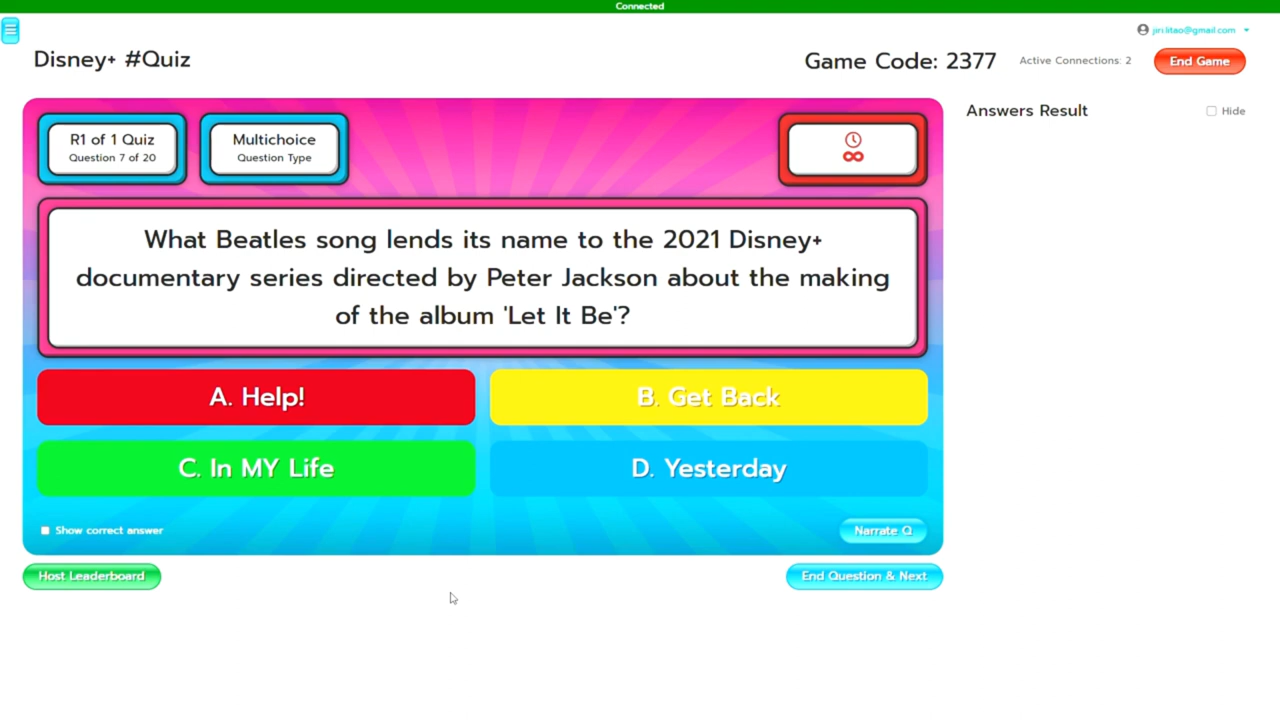 Connected
jiri.litao@gmail.com
Disney+ #Quiz
Game Code: 2377
Active Connections: 2
End Game
R1 of 1 Quiz
Question 7 of 20
Multichoice
Question Type
∞
Answers Result
Hide
What Beatles song lends its name to the 2021 Disney+
documentary series directed by Peter Jackson about the making
of the album 'Let It Be'?
A. Help!
B. Get Back
C. In MY Life
D. Yesterday
Show correct answer
Narrate Q
Host Leaderboard
End Question & Next